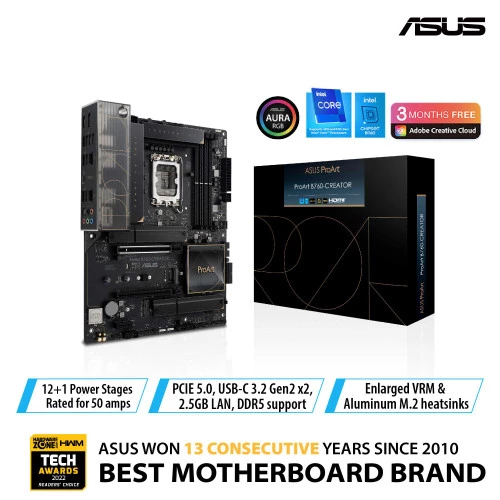 ASUS
AURA
RGB
intel
CORE
intel
CHIPSET
B760
3 MONTHS FREE
Adobe Creative Cloud
ASUS ProArt
ProArt B760-CREATOR
HDMI
ASUS
ProArt
12+1 Power Stages
Rated for 50 amps
PCIE 5.0, USB-C 3.2 Gen2 x2,
2.5GB LAN, DDR5 support
Enlarged VRM &
Aluminum M.2 heatsinks
HARDWARE
ZONE HWM
TECH
AWARDS
2022
READERS' CHOICE
ASUS WON 13 CONSECUTIVE YEARS SINCE 2010
BEST MOTHERBOARD BRAND